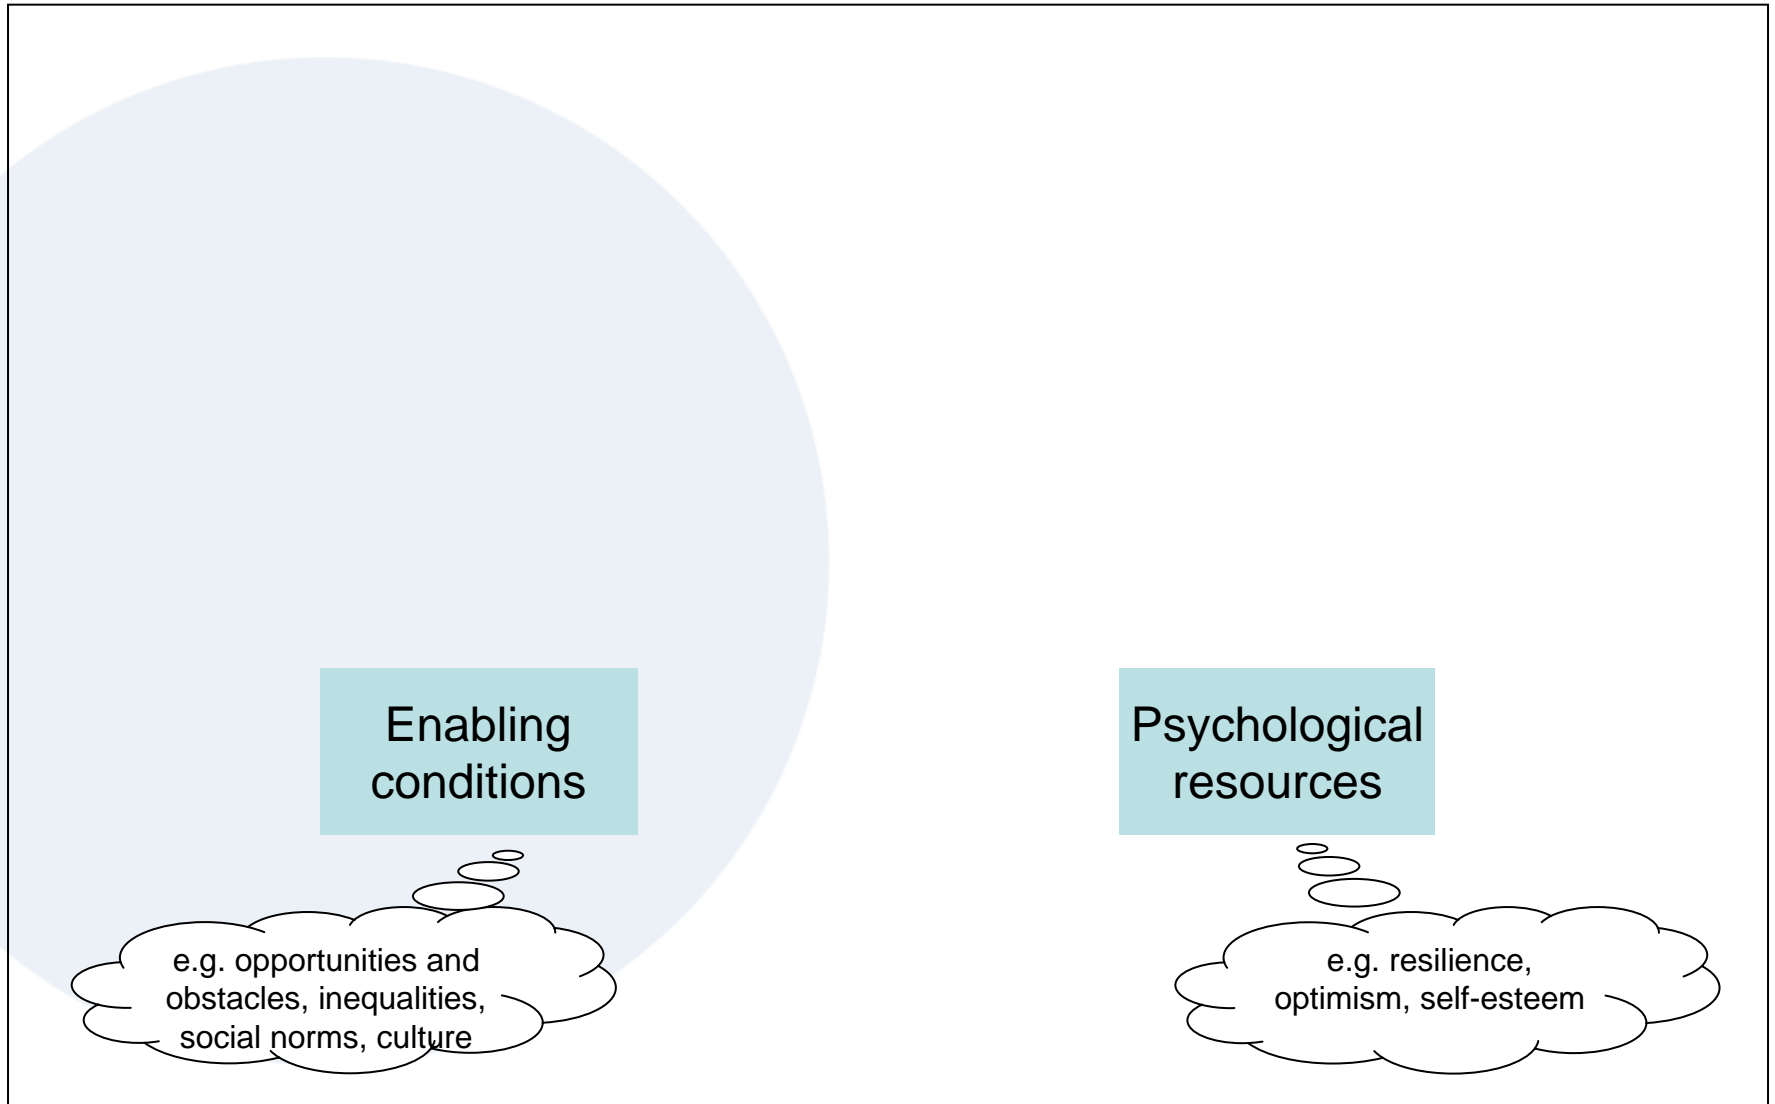 Enabling
conditions
Psychological
resources
e.g. opportunities and
obstacles, inequalities,
social norms, culture
e.g. resilience,
optimism, self-esteem